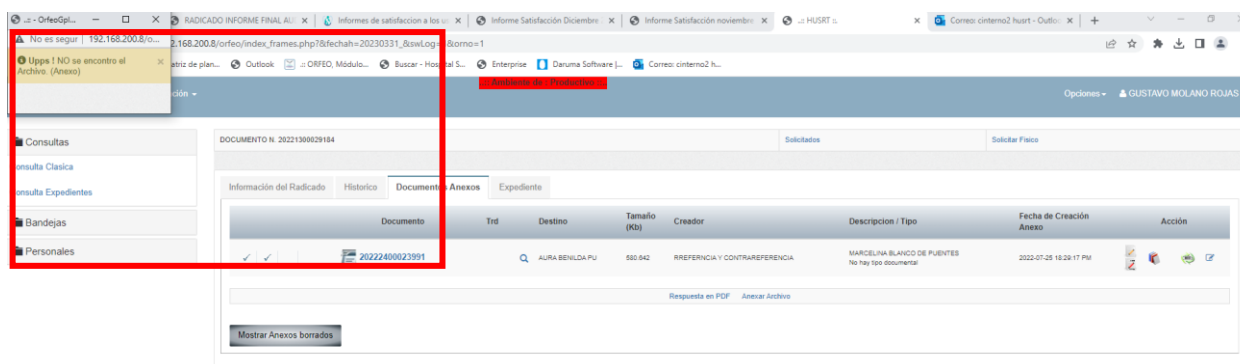 ..: OrfeoGpl...
RADICADO INFORME FINAL AU
Informes de satisfaccion a los us
Informe Satisfacción Diciembre
Informe Satisfacción noviembre
..: HUSRT ::.
Correo: cinterno2 husrt - Outloo
No es segur | 192.168.200.8/o...
2.168.200.8/orfeo/index_frames.php?&fechah=20230331_&swLog= &orno=1
Upps ! NO se encontro el
Archivo. (Anexo)
atriz de plan...
Outlook
.:: ORFEO, Módulo...
Buscar - Hospital S...
Enterprise
Daruma Software |...
Correo: cinterno2 h...
..:: Ambiente de : Productivo ::..
ción
Opciones
GUSTAVO MOLANO ROJAS
Consultas
onsulta Clasica
onsulta Expedientes
Bandejas
Personales
DOCUMENTO N. 20221300029184
Solicitados
Solicitar Fisico
Información del Radicado
Historico
Documentos Anexos
Expediente
Documento
Trd
Destino
Tamaño
(Kb)
Creador
Descripcion / Tipo
Fecha de Creación
Anexo
Acción
20222400023991
AURA BENILDA PU
580.642
RREFERNCIA Y CONTRAREFERENCIA
MARCELINA BLANCO DE PUENTES
No hay tipo documental
2022-07-25 18:29:17 PM
Respuesta en PDF
Anexar Archivo
Mostrar Anexos borrados